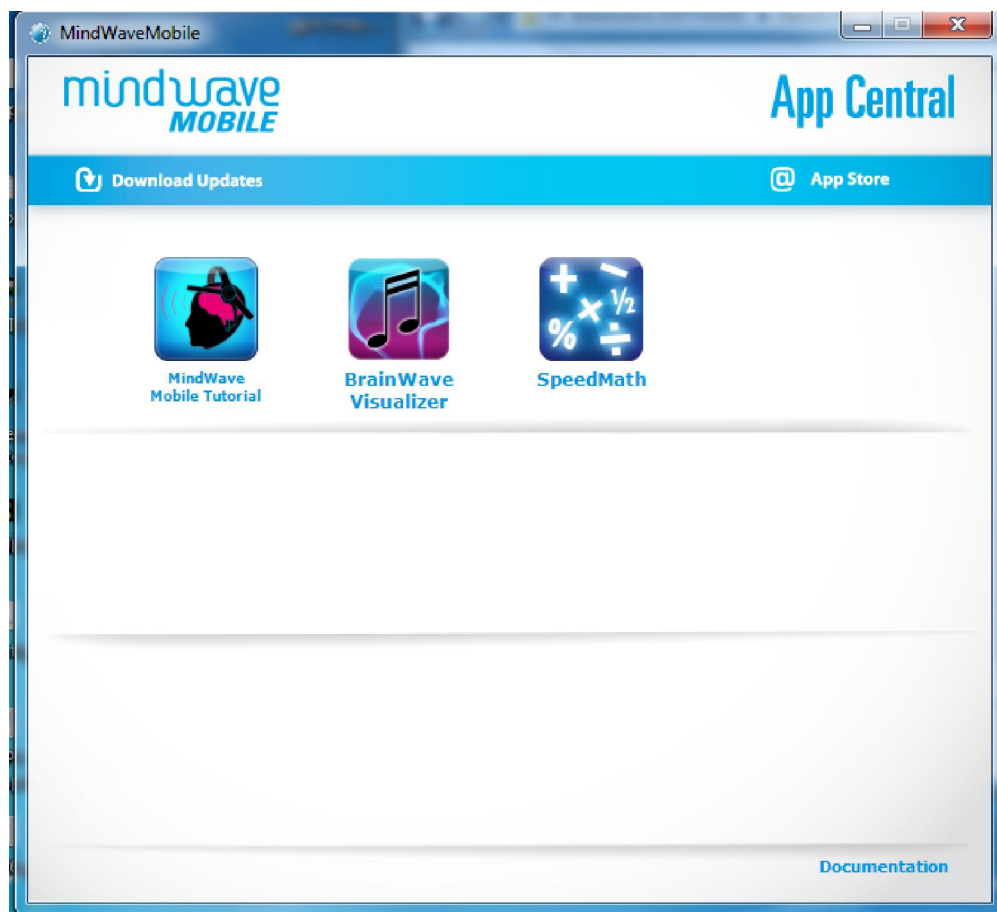 MindWaveMobile
mindwave
MOBILE
App Central
Download Updates
@ App Store
+ − × ½ % ÷
MindWave
Mobile Tutorial
BrainWave
Visualizer
SpeedMath
Documentation